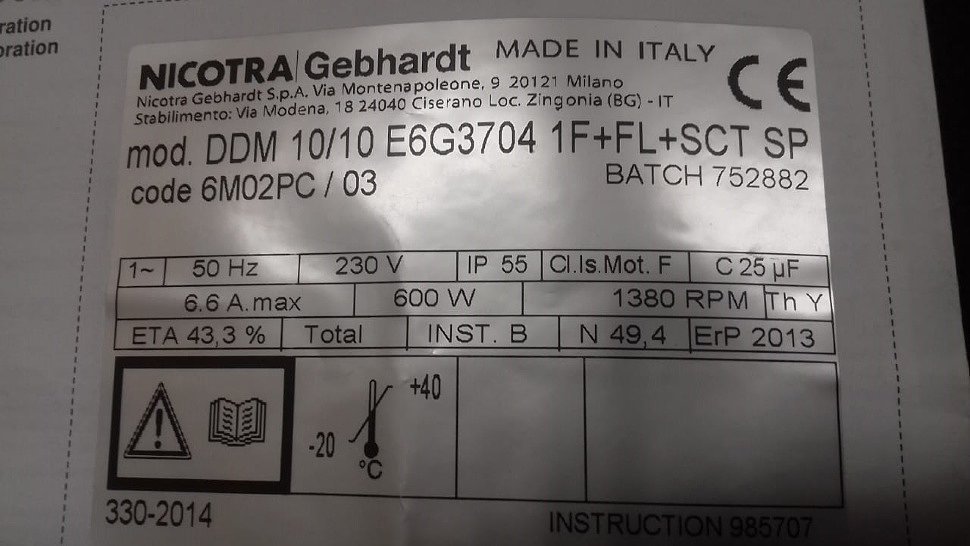 ration
oration
NICOTRA Gebhardt MADE IN ITALY CE
Nicotra Gebhardt S.p.A. Via Montenapoleone, 9 20121 Milano
Stabilimento: Via Modena, 18 24040 Ciserano Loc. Zingonia (BG) - IT
mod. DDM 10/10 E6G3704 1F+FL+SCT SP
code 6M02PC / 03 BATCH 752882
1~ 50 Hz 230 V IP 55 Cl.Is.Mot. F C 25 µF
6.6 A.max 600 W 1380 RPM Th Y
ETA 43,3 % Total INST. B N 49,4 ErP 2013
+40
-20
°C
330-2014 INSTRUCTION 985707